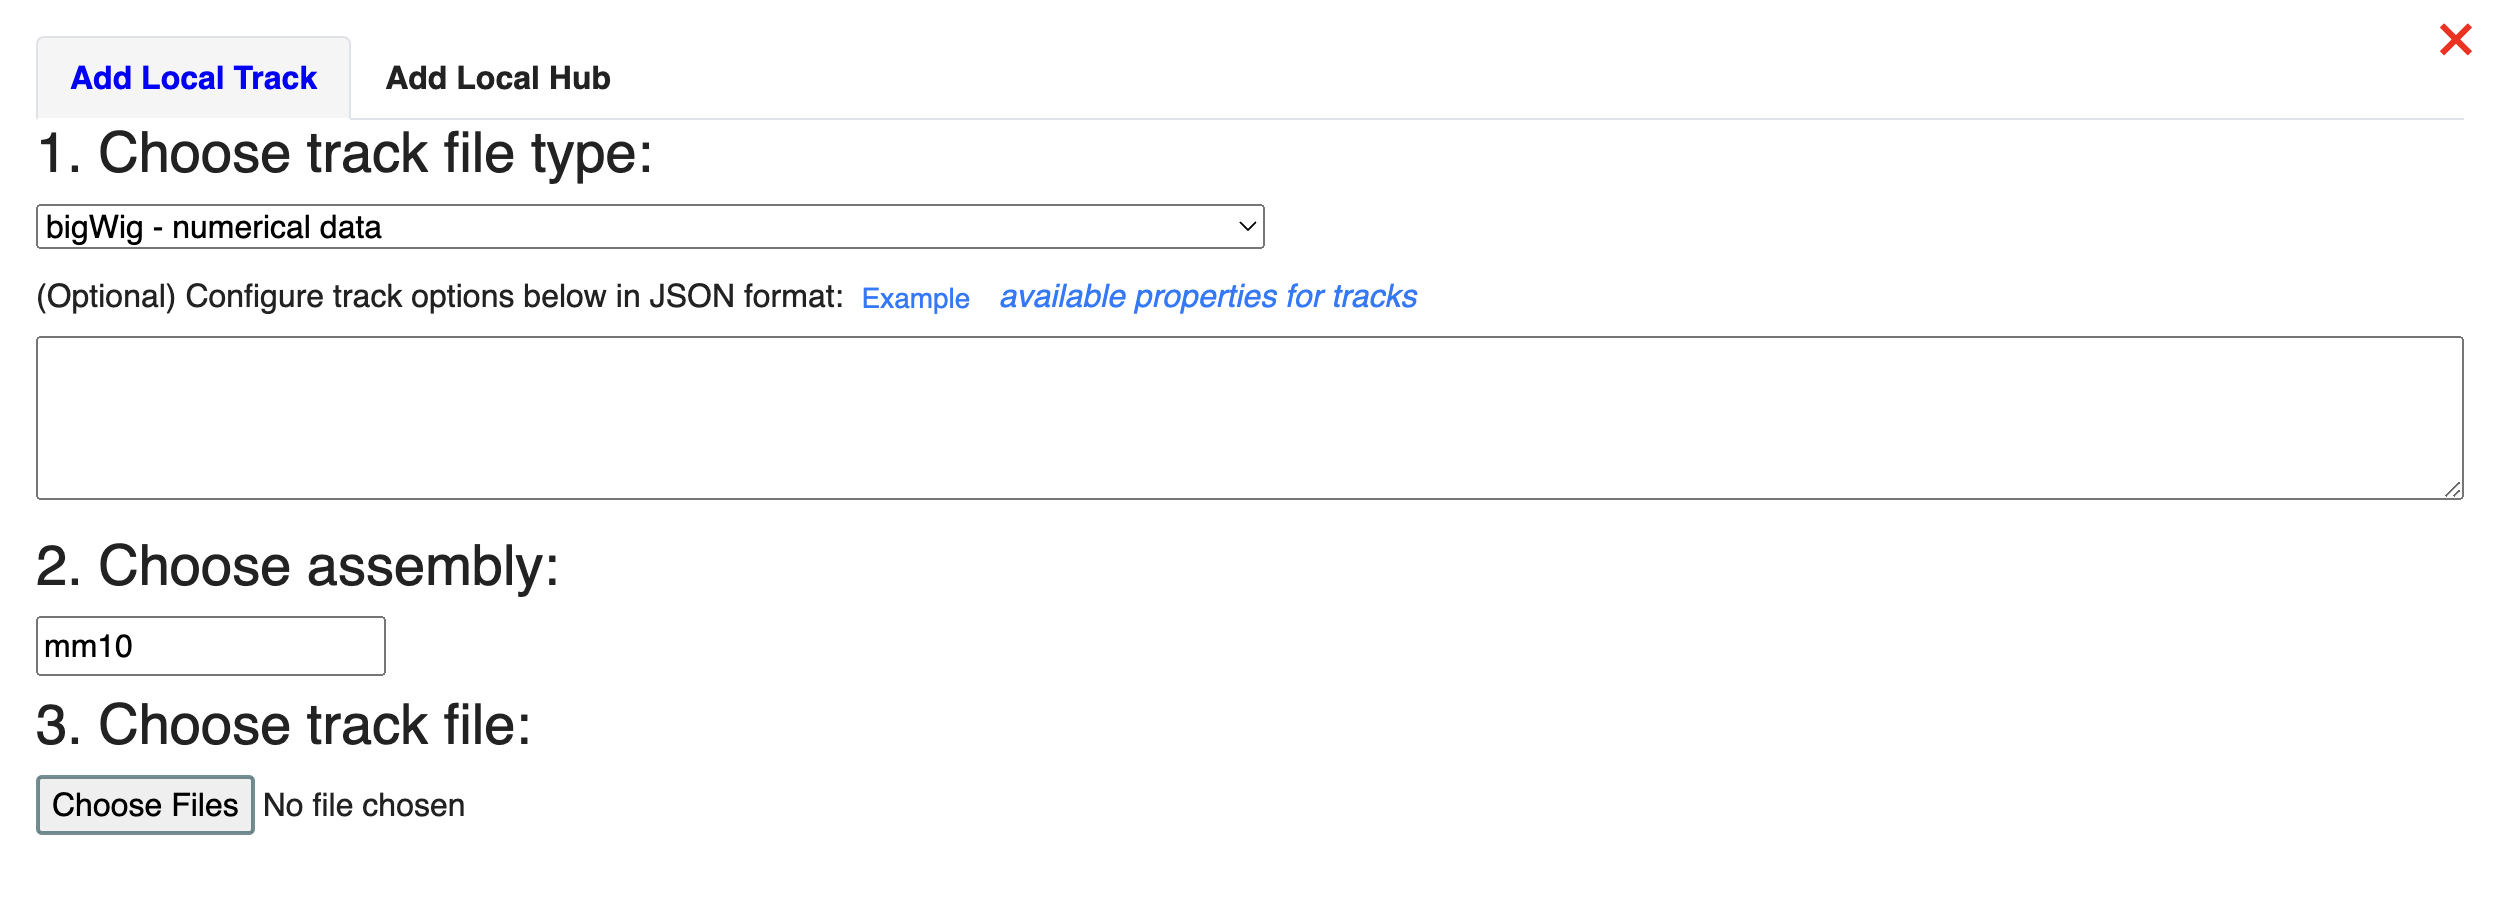 Add Local Track Add Local Hub
1. Choose track file type:
bigWig - numerical data
(Optional) Configure track options below in JSON format: Example available properties for tracks
2. Choose assembly:
mm10
3. Choose track file:
Choose Files No file chosen